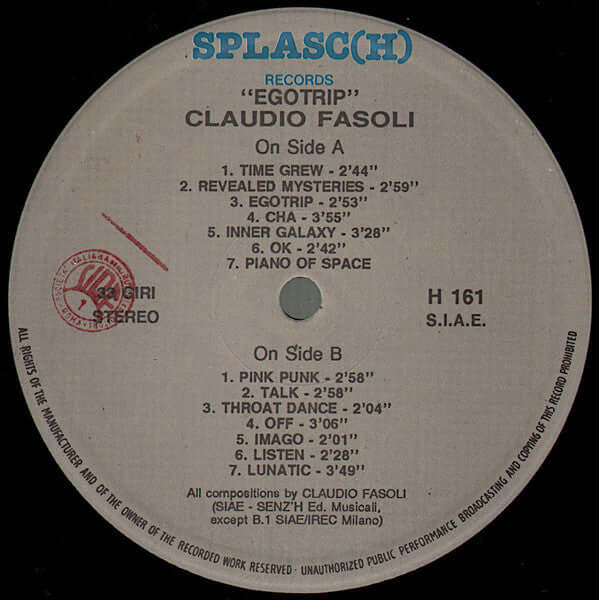 SPLASC(H)
RECORDS
"EGOTRIP"
CLAUDIO FASOLI
On Side A
1. TIME GREW - 2'44"
2. REVEALED MYSTERIES - 2'59"
3. EGOTRIP - 2'53"
4. CHA - 3'55"
5. INNER GALAXY - 3'28"
6. OK - 2'42"
7. PIANO OF SPACE
33 GIRI
STEREO
H 161
S.I.A.E.
On Side B
1. PINK PUNK - 2'58"
2. TALK - 2'58"
3. THROAT DANCE - 2'04"
4. OFF - 3'06"
5. IMAGO - 2'01"
6. LISTEN - 2'28"
7. LUNATIC - 3'49"
All compositions by CLAUDIO FASOLI
(SIAE - SENZ'H Ed. Musicali,
except B.1 SIAE/IREC Milano)
ALL RIGHTS OF THE MANUFACTURER AND OF THE OWNER OF THE RECORDED WORK RESERVED · UNAUTHORIZED PUBLIC PERFORMANCE BROADCASTING AND COPYING OF THIS RECORD PROHIBITED